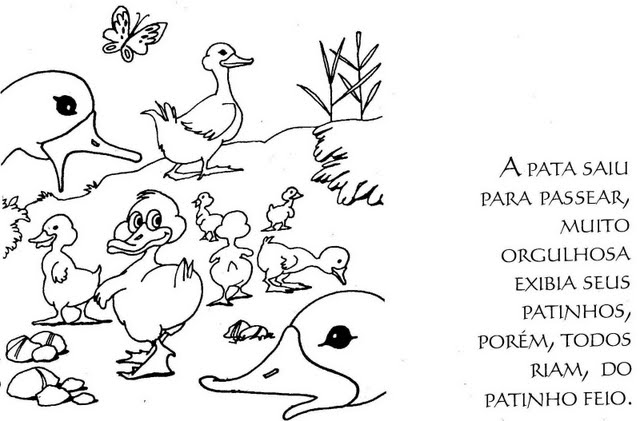 A PATA SAIU
PARA PASSEAR,
MUITO
ORGULHOSA
EXIBIA SEUS
PATINHOS,
PORÉM, TODOS
RIAM, DO
PATINHO FEIO.